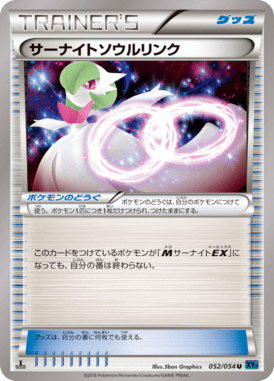 TRAINER'S
グッズ
サーナイトソウルリンク
ポケモンのどうぐ
ポケモンのどうぐは、自分のポケモンにつけて
使う。ポケモン1匹につき1枚だけつけられ、つけたままにする。
このカードをつけているポケモンが「MサーナイトEX」に
なっても、自分の番は終わらない。
グッズは、自分の番に何枚でも使える。
Illus.5ban Graphics
052/054 U
XY
©2016 Pokémon/Nintendo/Creatures/GAME FREAK.